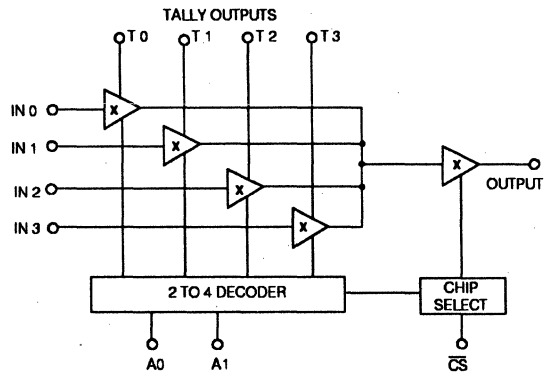 TALLY OUTPUTS
T 0
T 1
T 2
T 3
IN 0
X
IN 1
X
IN 2
X
IN 3
X
X
OUTPUT
2 TO 4 DECODER
CHIP
SELECT
A0
A1
C̅S̅